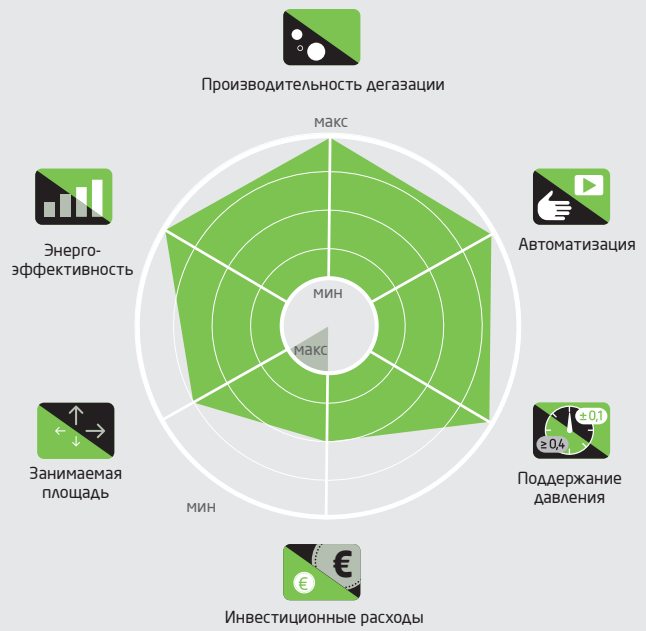 Производительность дегазации
макс
Автоматизация
Энерго-
эффективность
мин
макс
± 0,1
≥ 0,4
Занимаемая
площадь
Поддержание
давления
мин
€
€
Инвестиционные расходы